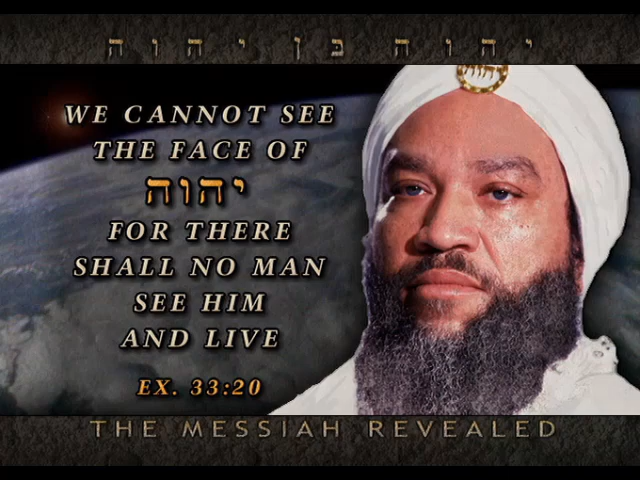 יהוה בן יהוה
WE CANNOT SEE
THE FACE OF
יהוה
FOR THERE
SHALL NO MAN
SEE HIM
AND LIVE
EX. 33:20
THE MESSIAH REVEALED